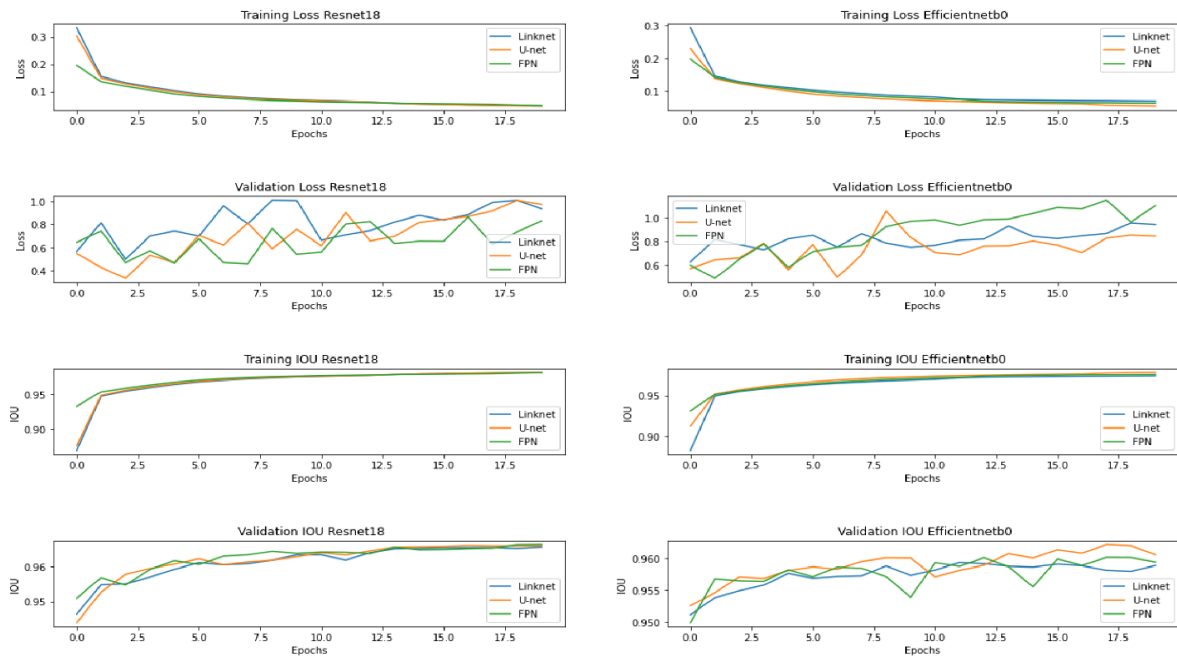 Training Loss Resnet18
Loss
0.3
0.2
0.1
Linknet
U-net
FPN
0.0 2.5 5.0 7.5 10.0 12.5 15.0 17.5
Epochs
Training Loss Efficientnetb0
Loss
0.3
0.2
0.1
Linknet
U-net
FPN
0.0 2.5 5.0 7.5 10.0 12.5 15.0 17.5
Epochs
Validation Loss Resnet18
Loss
1.0
0.8
0.6
0.4
Linknet
U-net
FPN
0.0 2.5 5.0 7.5 10.0 12.5 15.0 17.5
Epochs
Validation Loss Efficientnetb0
Loss
1.0
0.8
0.6
Linknet
U-net
FPN
0.0 2.5 5.0 7.5 10.0 12.5 15.0 17.5
Epochs
Training IOU Resnet18
IOU
0.95
0.90
Linknet
U-net
FPN
0.0 2.5 5.0 7.5 10.0 12.5 15.0 17.5
Epochs
Training IOU Efficientnetb0
IOU
0.95
0.90
Linknet
U-net
FPN
0.0 2.5 5.0 7.5 10.0 12.5 15.0 17.5
Epochs
Validation IOU Resnet18
IOU
0.96
0.95
Linknet
U-net
FPN
0.0 2.5 5.0 7.5 10.0 12.5 15.0 17.5
Epochs
Validation IOU Efficientnetb0
IOU
0.960
0.955
0.950
Linknet
U-net
FPN
0.0 2.5 5.0 7.5 10.0 12.5 15.0 17.5
Epochs